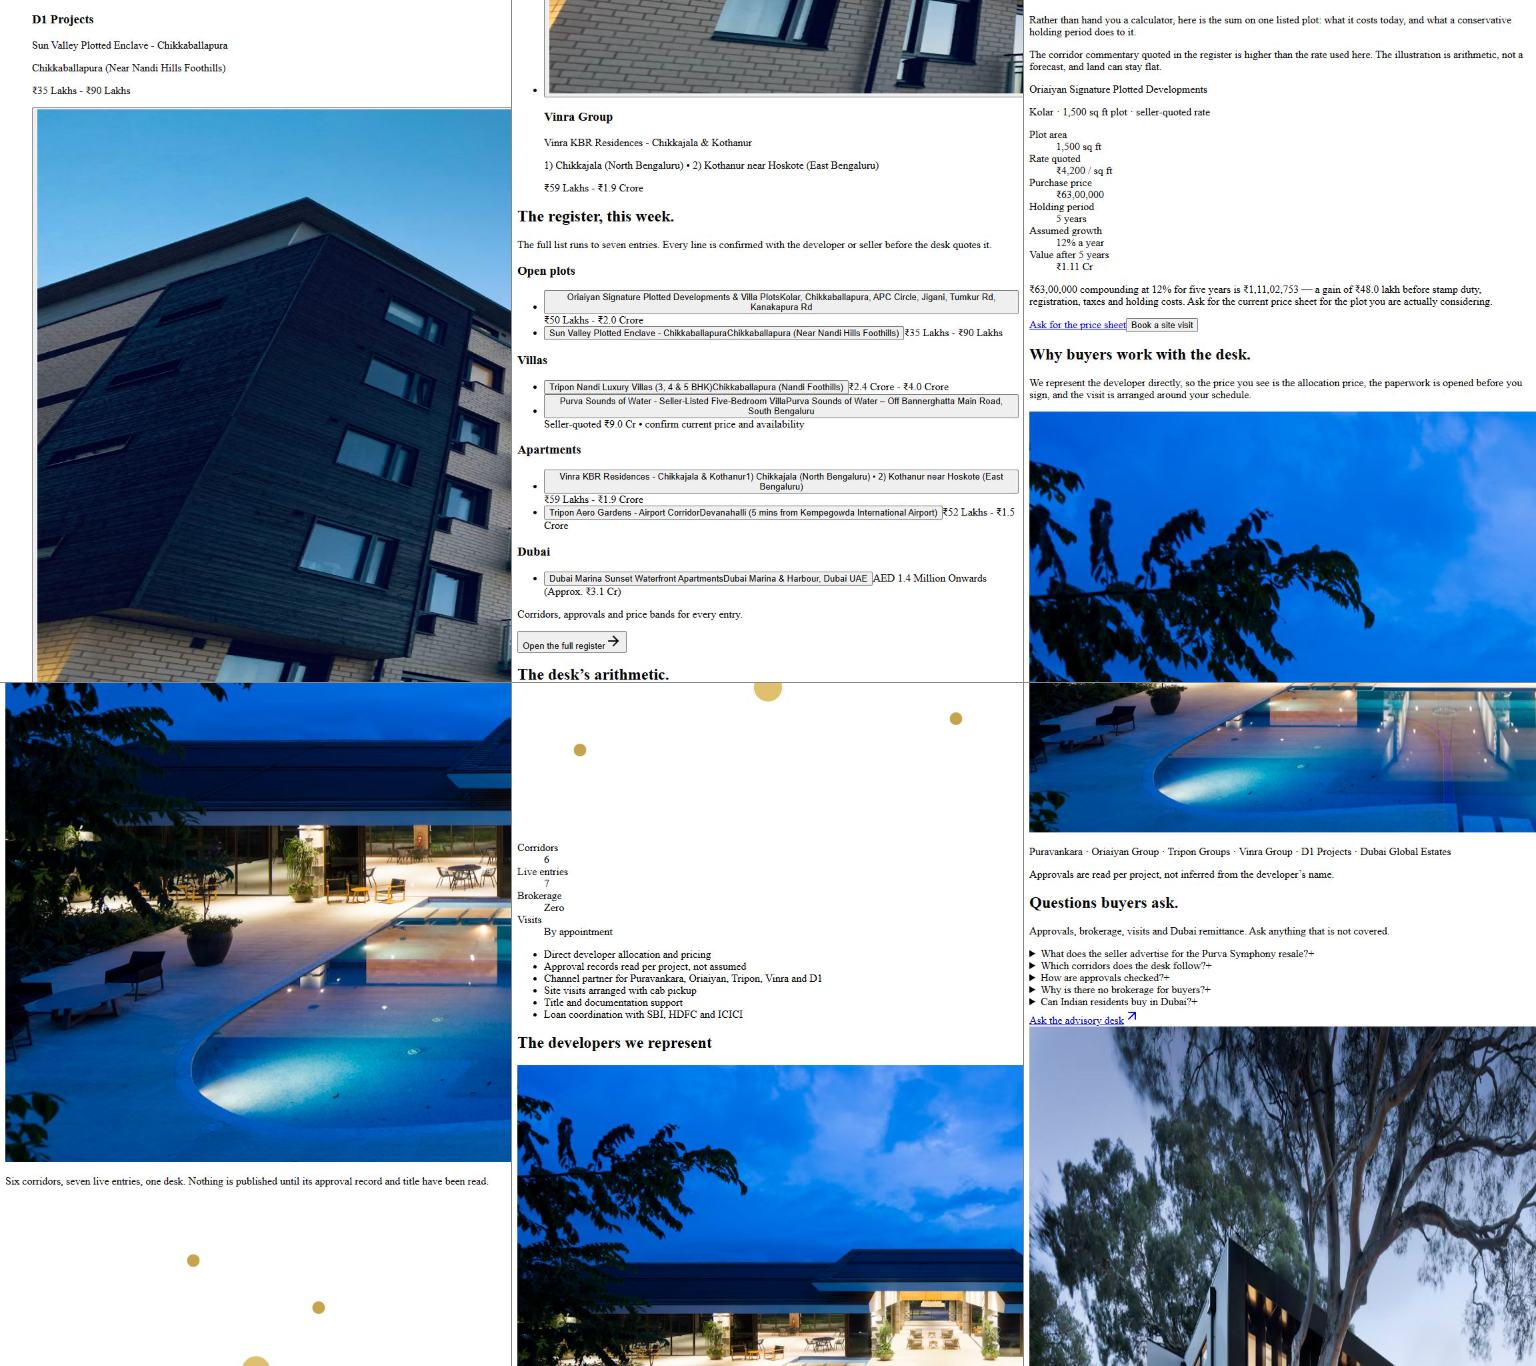 D1 Projects
Sun Valley Plotted Enclave - Chikkaballapura
Chikkaballapura (Near Nandi Hills Foothills)
₹35 Lakhs - ₹90 Lakhs
Vinra Group
Vinra KBR Residences - Chikkajala & Kothanur
1) Chikkajala (North Bengaluru) • 2) Kothanur near Hoskote (East Bengaluru)
₹59 Lakhs - ₹1.9 Crore
The register, this week.
The full list runs to seven entries. Every line is confirmed with the developer or seller before the desk quotes it.
Open plots
Oriaiyan Signature Plotted Developments & Villa PlotsKolar, Chikkaballapura, APC Circle, Jigani, Tumkur Rd,
Kanakapura Rd
₹50 Lakhs - ₹2.0 Crore
Sun Valley Plotted Enclave - ChikkaballapuraChikkaballapura (Near Nandi Hills Foothills) ₹35 Lakhs - ₹90 Lakhs
Villas
Tripon Nandi Luxury Villas (3, 4 & 5 BHK)Chikkaballapura (Nandi Foothills) ₹2.4 Crore - ₹4.0 Crore
Purva Sounds of Water - Seller-Listed Five-Bedroom VillaPurva Sounds of Water – Off Bannerghatta Main Road,
South Bengaluru
Seller-quoted ₹9.0 Cr • confirm current price and availability
Apartments
Vinra KBR Residences - Chikkajala & Kothanur1) Chikkajala (North Bengaluru) • 2) Kothanur near Hoskote (East
Bengaluru)
₹59 Lakhs - ₹1.9 Crore
Tripon Aero Gardens - Airport CorridorDevanahalli (5 mins from Kempegowda International Airport) ₹52 Lakhs - ₹1.5
Crore
Dubai
Dubai Marina Sunset Waterfront ApartmentsDubai Marina & Harbour, Dubai UAE AED 1.4 Million Onwards
(Approx. ₹3.1 Cr)
Corridors, approvals and price bands for every entry.
Open the full register
The desk's arithmetic.
Rather than hand you a calculator, here is the sum on one listed plot: what it costs today, and what a conservative
holding period does to it.
The corridor commentary quoted in the register is higher than the rate used here. The illustration is arithmetic, not a
forecast, and land can stay flat.
Oriaiyan Signature Plotted Developments
Kolar · 1,500 sq ft plot · seller-quoted rate
Plot area
1,500 sq ft
Rate quoted
₹4,200 / sq ft
Purchase price
₹63,00,000
Holding period
5 years
Assumed growth
12% a year
Value after 5 years
₹1.11 Cr
₹63,00,000 compounding at 12% for five years is ₹1,11,02,753 — a gain of ₹48.0 lakh before stamp duty,
registration, taxes and holding costs. Ask for the current price sheet for the plot you are actually considering.
Ask for the price sheet Book a site visit
Why buyers work with the desk.
We represent the developer directly, so the price you see is the allocation price, the paperwork is opened before you
sign, and the visit is arranged around your schedule.
Six corridors, seven live entries, one desk. Nothing is published until its approval record and title have been read.
Corridors
6
Live entries
7
Brokerage
Zero
Visits
By appointment
Direct developer allocation and pricing
Approval records read per project, not assumed
Channel partner for Puravankara, Oriaiyan, Tripon, Vinra and D1
Site visits arranged with cab pickup
Title and documentation support
Loan coordination with SBI, HDFC and ICICI
The developers we represent
Puravankara · Oriaiyan Group · Tripon Groups · Vinra Group · D1 Projects · Dubai Global Estates
Approvals are read per project, not inferred from the developer's name.
Questions buyers ask.
Approvals, brokerage, visits and Dubai remittance. Ask anything that is not covered.
What does the seller advertise for the Purva Symphony resale?+
Which corridors does the desk follow?+
How are approvals checked?+
Why is there no brokerage for buyers?+
Can Indian residents buy in Dubai?+
Ask the advisory desk